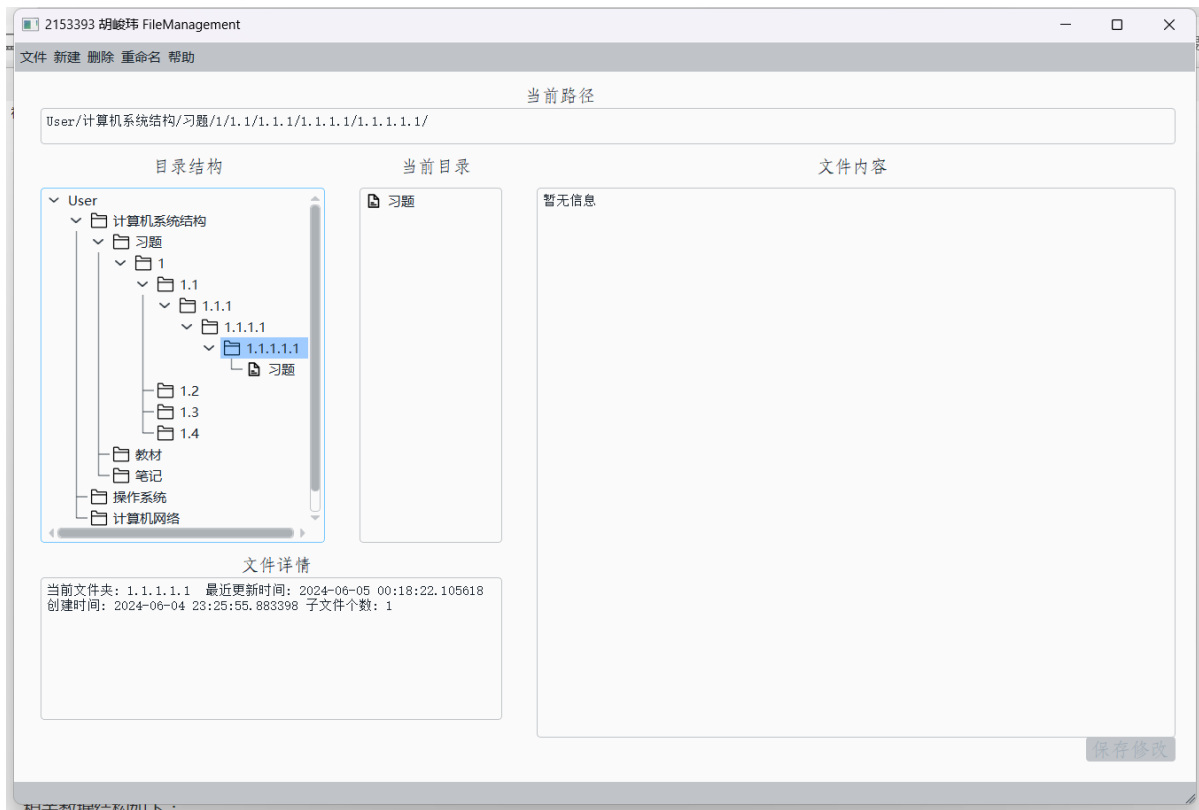 2153393 胡峻玮 FileManagement
文件 新建 删除 重命名 帮助
当前路径
User/计算机系统结构/习题/1/1.1/1.1.1/1.1.1.1/1.1.1.1.1/
目录结构
User
计算机系统结构
习题
1
1.1
1.1.1
1.1.1.1
1.1.1.1.1
习题
1.2
1.3
1.4
教材
笔记
操作系统
计算机网络
当前目录
习题
文件内容
暂无信息
文件详情
当前文件夹: 1.1.1.1.1 最近更新时间: 2024-06-05 00:18:22.105618
创建时间: 2024-06-04 23:25:55.883398 子文件个数: 1
保存修改